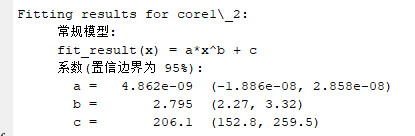 Fitting results for core1\_2:
常规模型:
fit_result(x) = a*x^b + c
系数(置信边界为 95%):
a = 4.862e-09 (-1.886e-08, 2.858e-08)
b = 2.795 (2.27, 3.32)
c = 206.1 (152.8, 259.5)